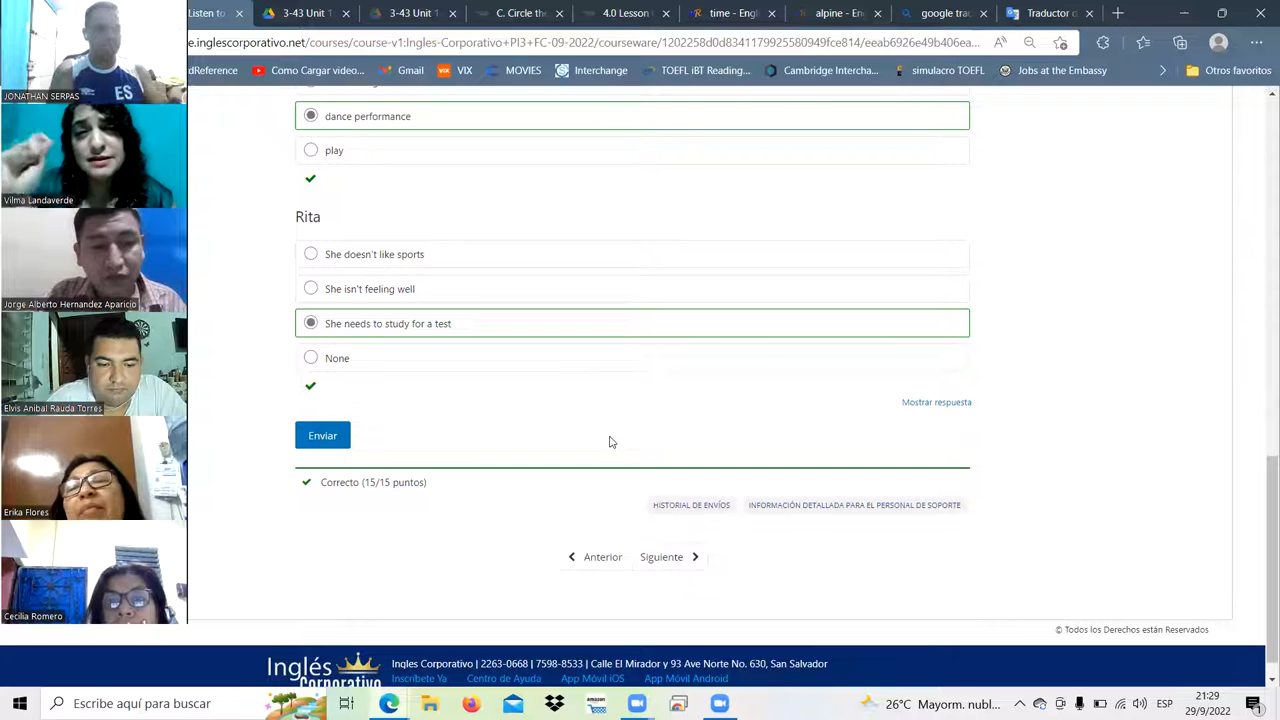 Listen to
3-43 Unit 1
3-43 Unit 1
C. Circle the
4.0 Lesson
time - Engl
alpine - Eng
google trad
Traductor d
e.inglescorporativo.net/courses/course-v1:Ingles-Corporativo+PI3+FC-09-2022/courseware/1202258d0d8341179925580949fce814/eeab6926e49b406ea...
dReference
Como Cargar video...
Gmail
VIX
MOVIES
Interchange
TOEFL iBT Reading...
Cambridge Intercha...
simulacro TOEFL
Jobs at the Embassy
Otros favoritos
ES
JONATHAN SERPAS
Vilma Landaverde
Jorge Alberto Hernandez Aparicio
Elvis Anibal Rauda Torres
Erika Flores
Cecilia Romero
dance performance
play
Rita
She doesn't like sports
She isn't feeling well
She needs to study for a test
None
Mostrar respuesta
Enviar
Correcto (15/15 puntos)
HISTORIAL DE ENVÍOS
INFORMACIÓN DETALLADA PARA EL PERSONAL DE SOPORTE
Anterior
Siguiente
© Todos los Derechos están Reservados
Inglés
Corporativo
Ingles Corporativo | 2263-0668 | 7598-8533 | Calle El Mirador y 93 Ave Norte No. 630, San Salvador
Inscríbete Ya
Centro de Ayuda
App Móvil iOS
App Móvil Android
Escribe aquí para buscar
amazon
26°C Mayorm. nubl...
ESP
21:29
29/9/2022
1